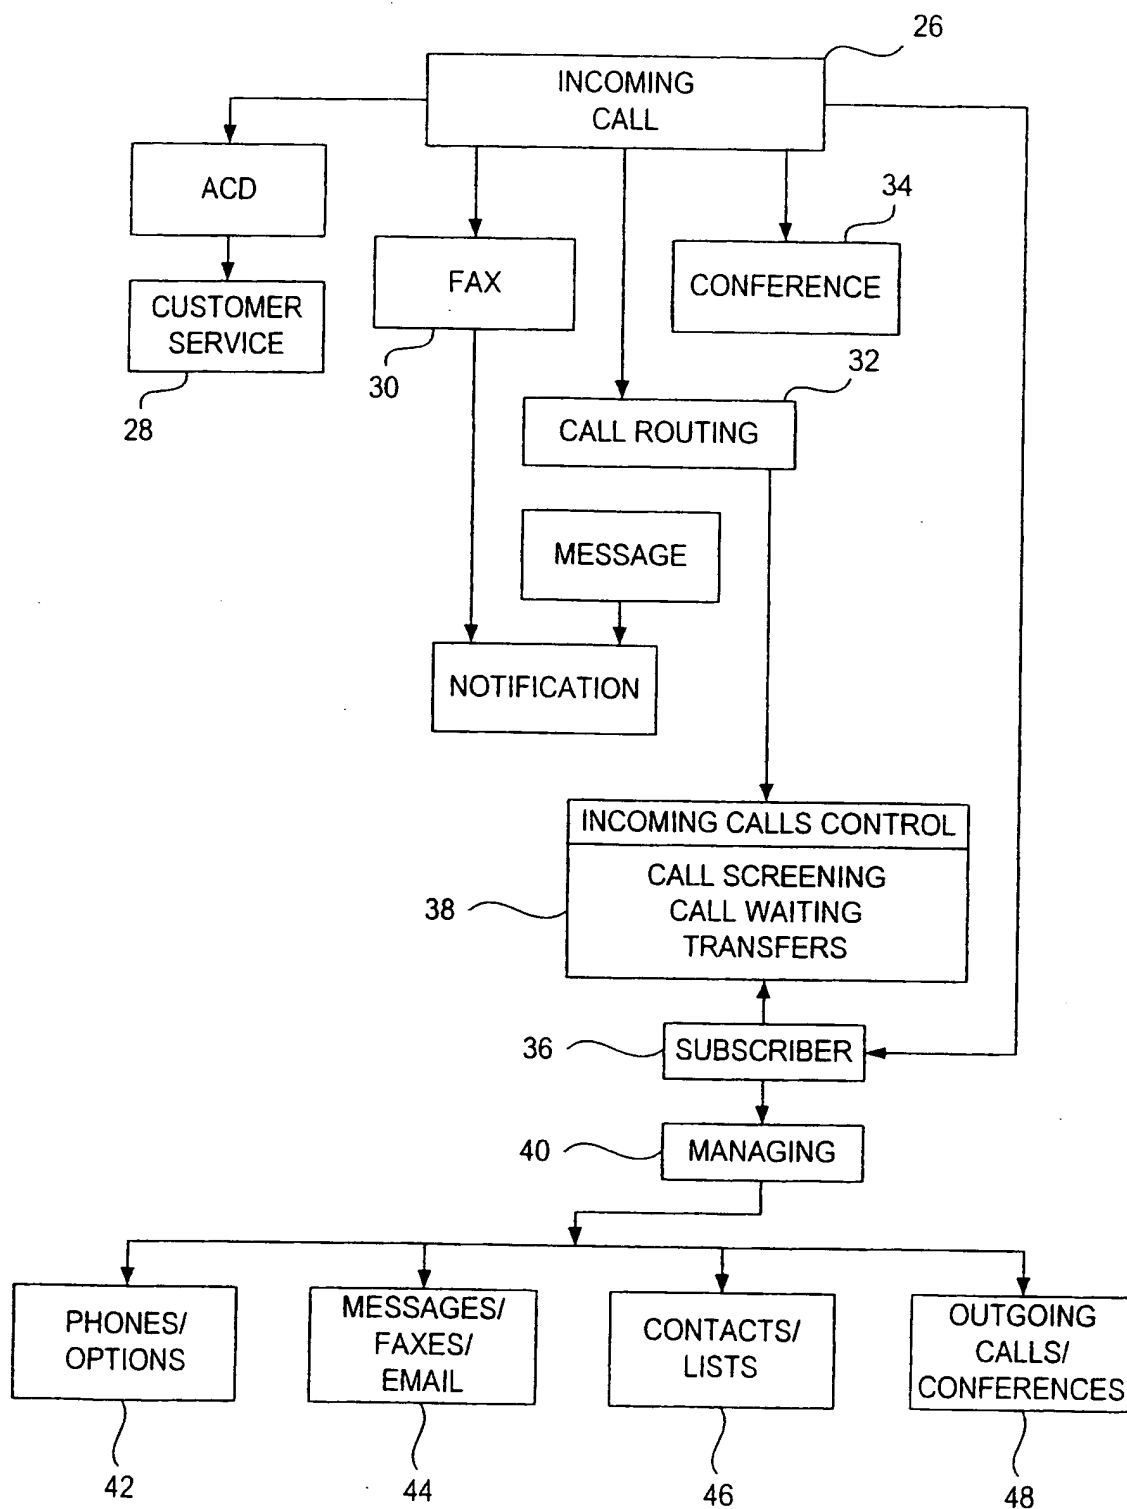 26
INCOMING
CALL
ACD
34
FAX
CONFERENCE
CUSTOMER
SERVICE
30
32
28
CALL ROUTING
MESSAGE
NOTIFICATION
INCOMING CALLS CONTROL
38
CALL SCREENING
CALL WAITING
TRANSFERS
36
SUBSCRIBER
40
MANAGING
PHONES/
OPTIONS
MESSAGES/
FAXES/
EMAIL
CONTACTS/
LISTS
OUTGOING
CALLS/
CONFERENCES
42
44
46
48